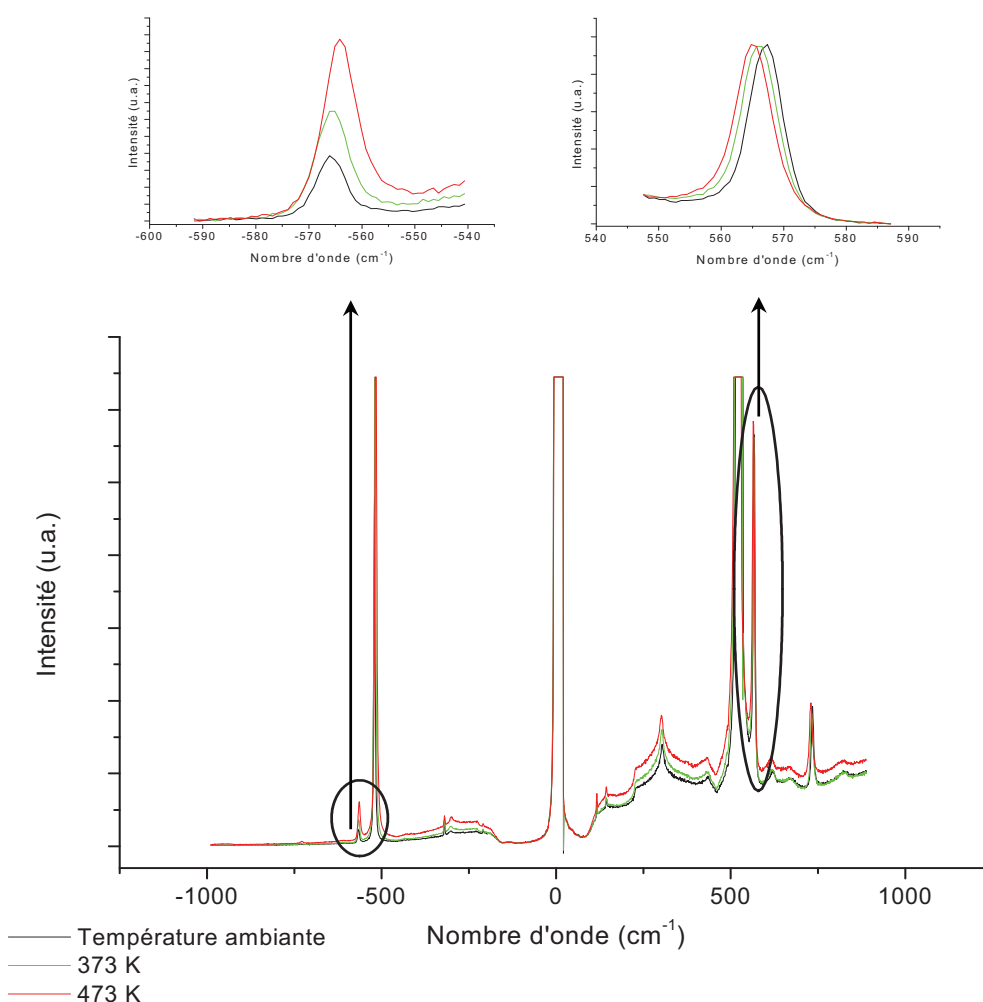 Intensité (u.a.)
-600 -590 -580 -570 -560 -550 -540
Nombre d'onde (cm-1)
Intensité (u.a.)
540 550 560 570 580 590
Nombre d'onde (cm-1)
Intensité (u.a.)
-1000 -500 0 500 1000
Nombre d'onde (cm-1)
Température ambiante
373 K
473 K